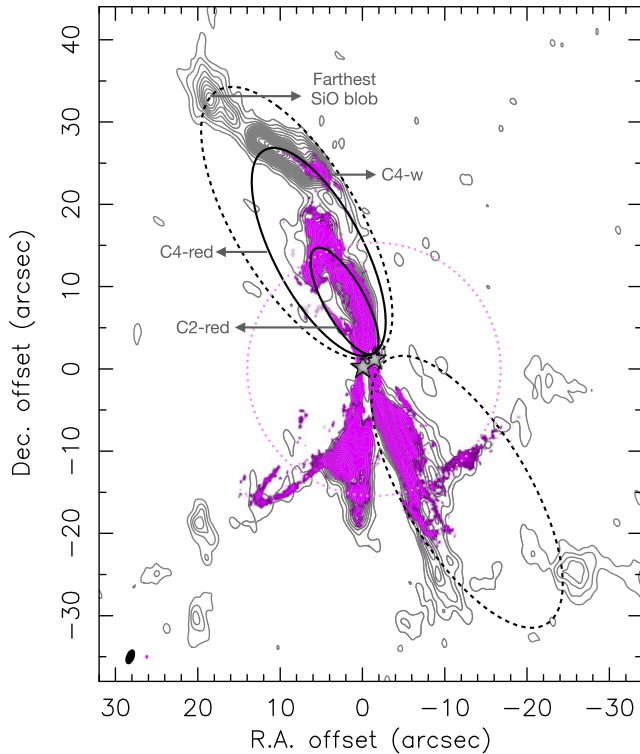 40
30
20
10
0
−10
−20
−30
Dec. offset (arcsec)
Farthest
SiO blob
C4-w
C4-red
C2-red
30 20 10 0 −10 −20 −30
R.A. offset (arcsec)